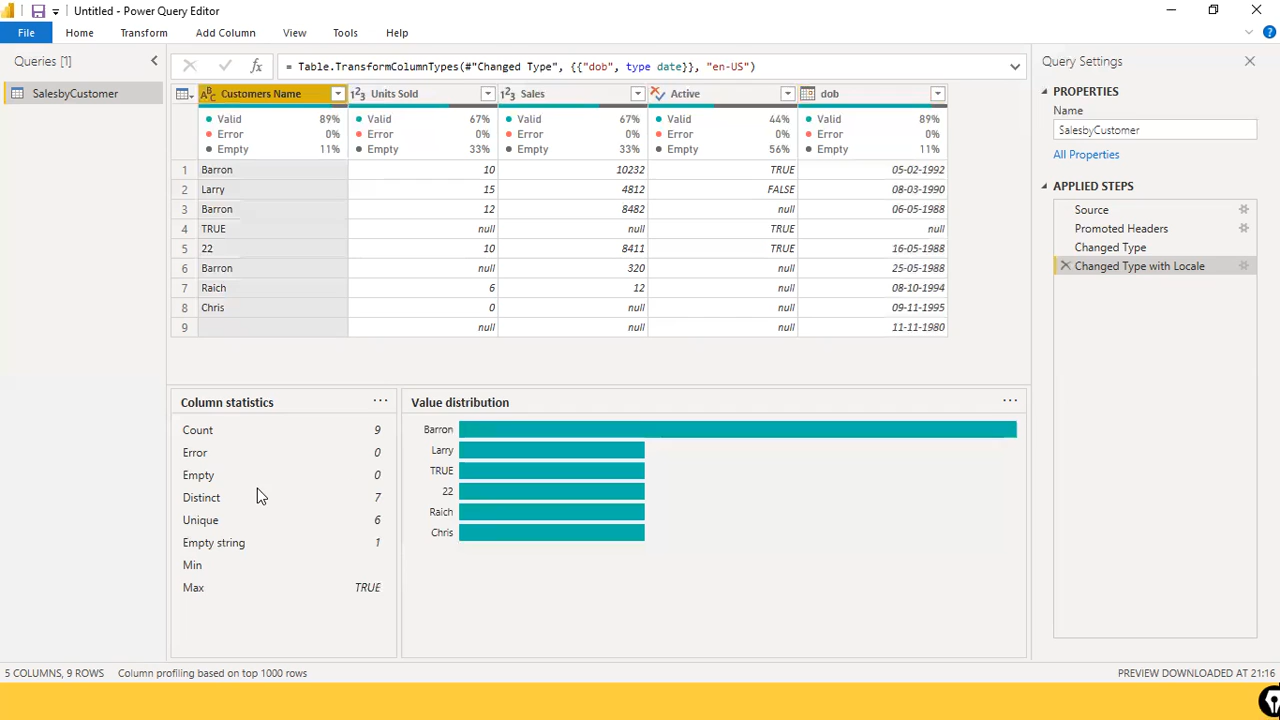 Untitled - Power Query Editor
File Home Transform Add Column View Tools Help
Queries [1]
SalesbyCustomer
fx = Table.TransformColumnTypes(#"Changed Type", {{"dob", type date}}, "en-US")
ABC Customers Name 123 Units Sold 123 Sales Active dob
Valid 89% Valid 67% Valid 67% Valid 44% Valid 89%
Error 0% Error 0% Error 0% Error 0% Error 0%
Empty 11% Empty 33% Empty 33% Empty 56% Empty 11%
1 Barron 10 10232 TRUE 05-02-1992
2 Larry 15 4812 FALSE 08-03-1990
3 Barron 12 8482 null 06-05-1988
4 TRUE null null TRUE null
5 22 10 8411 TRUE 16-05-1988
6 Barron null 320 null 25-05-1988
7 Raich 6 12 null 08-10-1994
8 Chris 0 null null 09-11-1995
9 null null null 11-11-1980
Column statistics
Count 9
Error 0
Empty 0
Distinct 7
Unique 6
Empty string 1
Min
Max TRUE
Value distribution
Barron
Larry
TRUE
22
Raich
Chris
Query Settings
PROPERTIES
Name
SalesbyCustomer
All Properties
APPLIED STEPS
Source
Promoted Headers
Changed Type
Changed Type with Locale
5 COLUMNS, 9 ROWS Column profiling based on top 1000 rows
PREVIEW DOWNLOADED AT 21:16